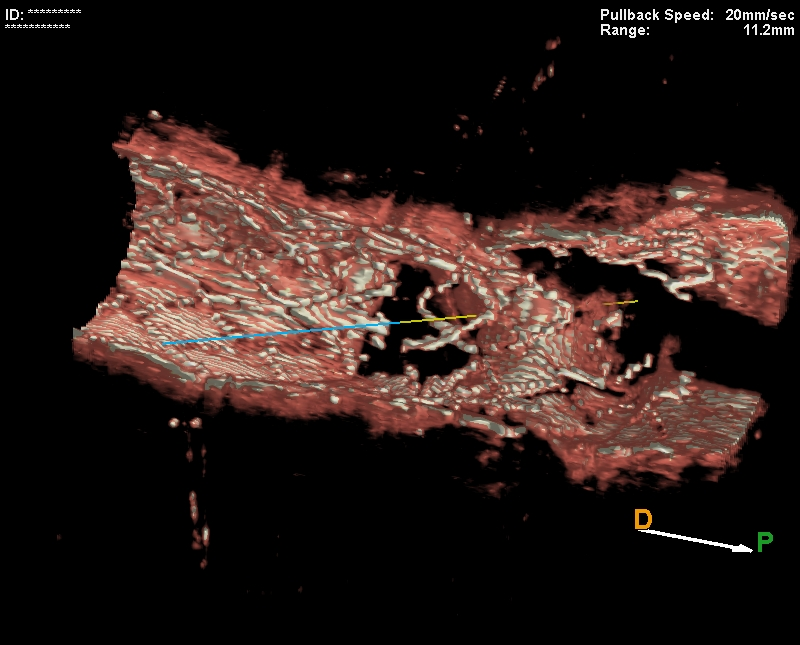 ID: *********
***********
Pullback Speed: 20mm/sec
Range: 11.2mm
D
P